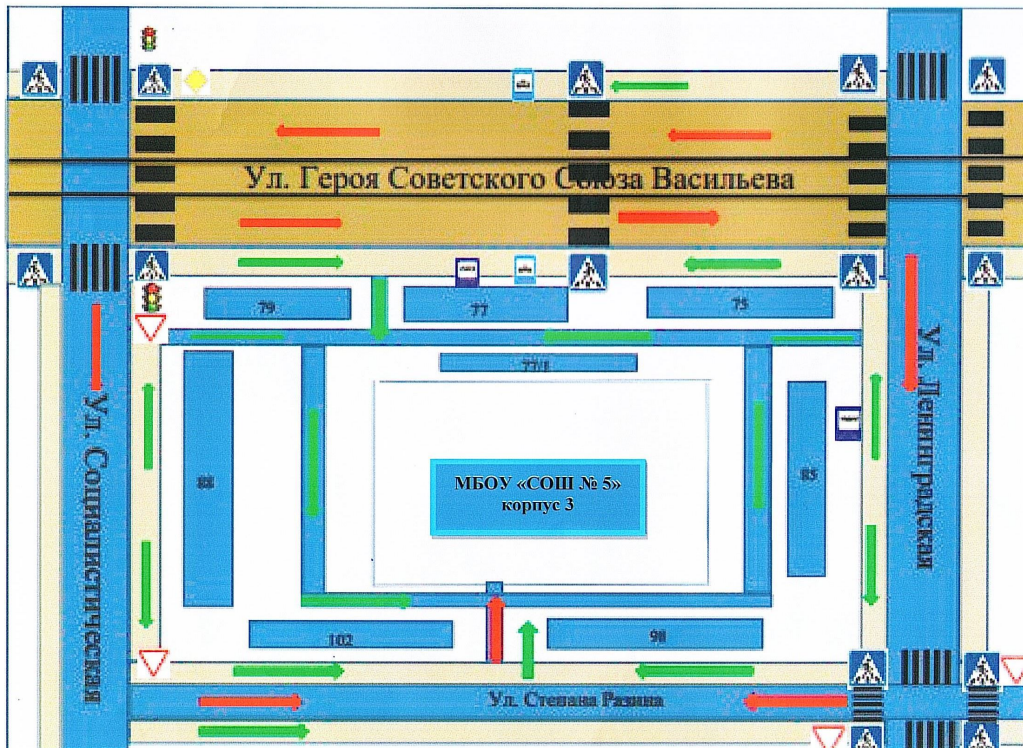 Ул. Героя Советского Союза Васильева
79
77
75
77/1
88
МБОУ «СОШ № 5»
корпус 3
85
Ул. Социалистическая
Ул. Ленинградская
102
98
Ул. Степана Разина